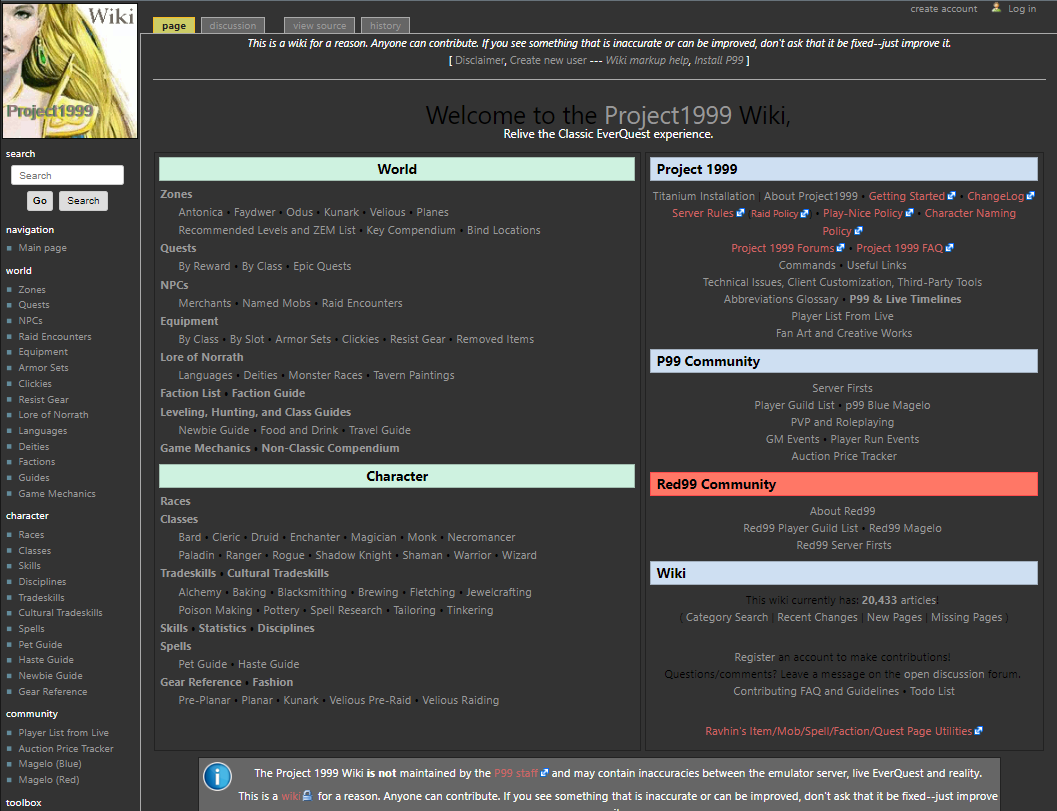 Wiki
Project1999
create account
Log in
page
discussion
view source
history
This is a wiki for a reason. Anyone can contribute. If you see something that is inaccurate or can be improved, don't ask that it be fixed--just improve it.
[ Disclaimer, Create new user --- Wiki markup help, Install P99 ]
search
Search
Go
Search
navigation
Main page
world
Zones
Quests
NPCs
Raid Encounters
Equipment
Armor Sets
Clickies
Resist Gear
Lore of Norrath
Languages
Deities
Factions
Guides
Game Mechanics
character
Races
Classes
Skills
Disciplines
Tradeskills
Cultural Tradeskills
Spells
Pet Guide
Haste Guide
Newbie Guide
Gear Reference
community
Player List from Live
Auction Price Tracker
Magelo (Blue)
Magelo (Red)
toolbox
Welcome to the Project1999 Wiki,
Relive the Classic EverQuest experience.
World
Zones
Antonica • Faydwer • Odus • Kunark • Velious • Planes
Recommended Levels and ZEM List • Key Compendium • Bind Locations
Quests
By Reward • By Class • Epic Quests
NPCs
Merchants • Named Mobs • Raid Encounters
Equipment
By Class • By Slot • Armor Sets • Clickies • Resist Gear • Removed Items
Lore of Norrath
Languages • Deities • Monster Races • Tavern Paintings
Faction List • Faction Guide
Leveling, Hunting, and Class Guides
Newbie Guide • Food and Drink • Travel Guide
Game Mechanics • Non-Classic Compendium
Character
Races
Classes
Bard • Cleric • Druid • Enchanter • Magician • Monk • Necromancer
Paladin • Ranger • Rogue • Shadow Knight • Shaman • Warrior • Wizard
Tradeskills • Cultural Tradeskills
Alchemy • Baking • Blacksmithing • Brewing • Fletching • Jewelcrafting
Poison Making • Pottery • Spell Research • Tailoring • Tinkering
Skills • Statistics • Disciplines
Spells
Pet Guide • Haste Guide
Gear Reference • Fashion
Pre-Planar • Planar • Kunark • Velious Pre-Raid • Velious Raiding
Project 1999
Titanium Installation | About Project1999 • Getting Started • ChangeLog •
Server Rules • Raid Policy • Play-Nice Policy • Character Naming
Policy
Project 1999 Forums • Project 1999 FAQ
Commands • Useful Links
Technical Issues, Client Customization, Third-Party Tools
Abbreviations Glossary • P99 & Live Timelines
Player List From Live
Fan Art and Creative Works
P99 Community
Server Firsts
Player Guild List • p99 Blue Magelo
PVP and Roleplaying
GM Events • Player Run Events
Auction Price Tracker
Red99 Community
About Red99
Red99 Player Guild List • Red99 Magelo
Red99 Server Firsts
Wiki
This wiki currently has: 20,433 articles!
( Category Search | Recent Changes | New Pages | Missing Pages )
Register an account to make contributions!
Questions/comments? Leave a message on the open discussion forum.
Contributing FAQ and Guidelines • Todo List
Ravhin's Item/Mob/Spell/Faction/Quest Page Utilities
The Project 1999 Wiki is not maintained by the P99 staff and may contain inaccuracies between the emulator server, live EverQuest and reality.
This is a wiki for a reason. Anyone can contribute. If you see something that is inaccurate or can be improved, don't ask that it be fixed--just improve